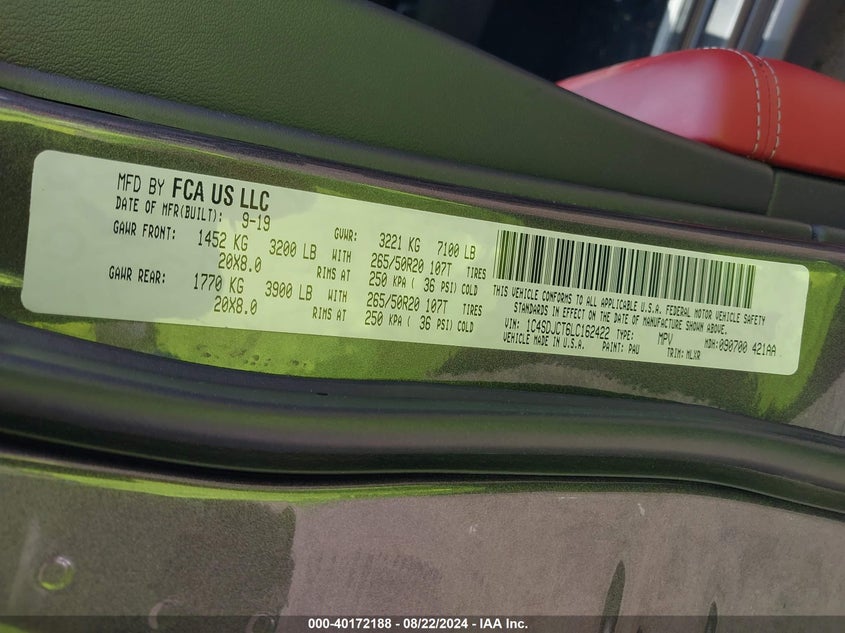 MFD BY FCA US LLC
DATE OF MFR(BUILT): 9-19
GVWR: 3221 KG 7100 LB
GAWR FRONT: 1452 KG 3200 LB WITH 265/50R20 107T TIRES
20X8.0 RIMS AT 250 KPA ( 36 PSI) COLD
GAWR REAR: 1770 KG 3900 LB WITH 265/50R20 107T TIRES
20X8.0 RIMS AT 250 KPA ( 36 PSI) COLD
THIS VEHICLE CONFORMS TO ALL APPLICABLE U.S.A. FEDERAL MOTOR VEHICLE SAFETY
STANDARDS IN EFFECT ON THE DATE OF MANUFACTURE SHOWN ABOVE.
VIN: 1C4SDJCT6LC162422 TYPE: MPV MDH:090700 421AA
VEHICLE MADE IN U.S.A. PAINT: PAU TRIM: MLXR
000-40172188 - 08/22/2024 - IAA Inc.